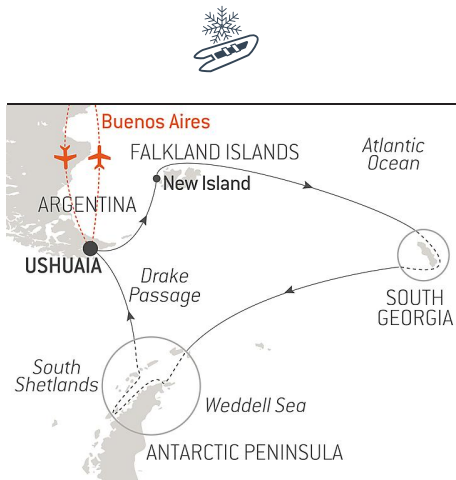 Buenos Aires
FALKLAND ISLANDS
Atlantic
Ocean
New Island
ARGENTINA
USHUAIA
Drake
Passage
SOUTH
GEORGIA
South
Shetlands
Weddell Sea
ANTARCTIC PENINSULA